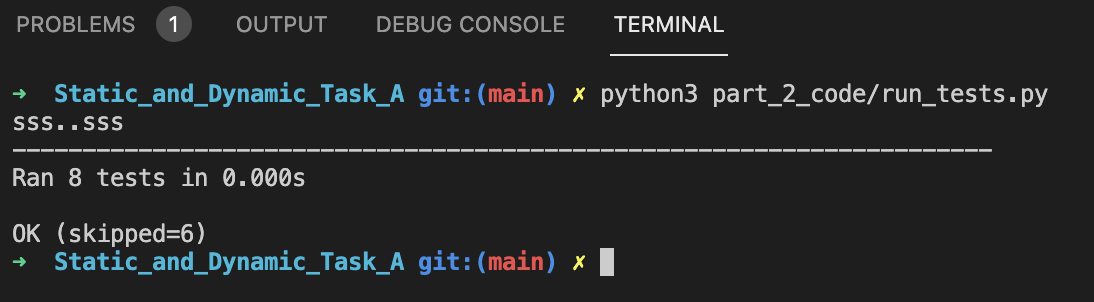 PROBLEMS 1 OUTPUT DEBUG CONSOLE TERMINAL
➜ Static_and_Dynamic_Task_A git:(main) ✗ python3 part_2_code/run_tests.py
sss..sss
----------------------------------------------------------------------
Ran 8 tests in 0.000s
OK (skipped=6)
➜ Static_and_Dynamic_Task_A git:(main) ✗